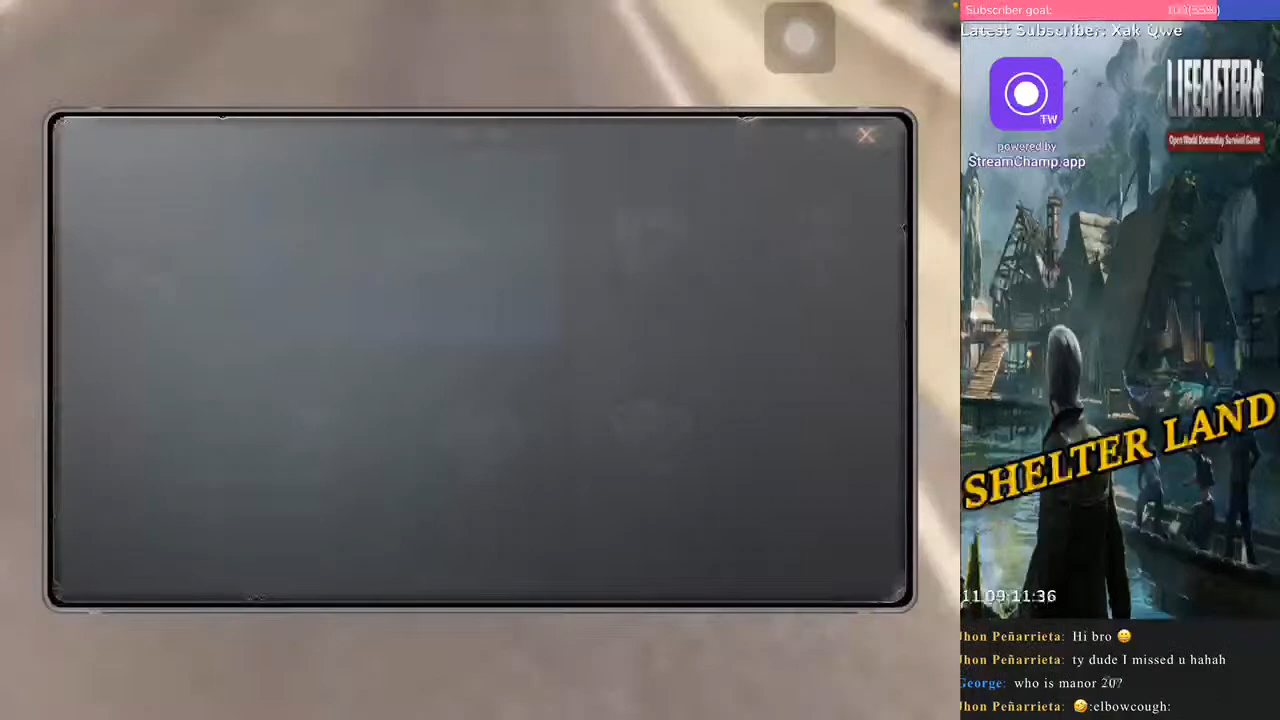 Subscriber goal:
Latest Subscriber: Xak Qwe
LIFEAFTER
Open World Doomsday Survival Game
TW
powered by
StreamChamp.app
SHELTER LAND
11.09 11:36
Jhon Peñarrieta: Hi bro 😀
Jhon Peñarrieta: ty dude I missed u hahah
George: who is manor 20?
Jhon Peñarrieta: 🤣:elbowcough: